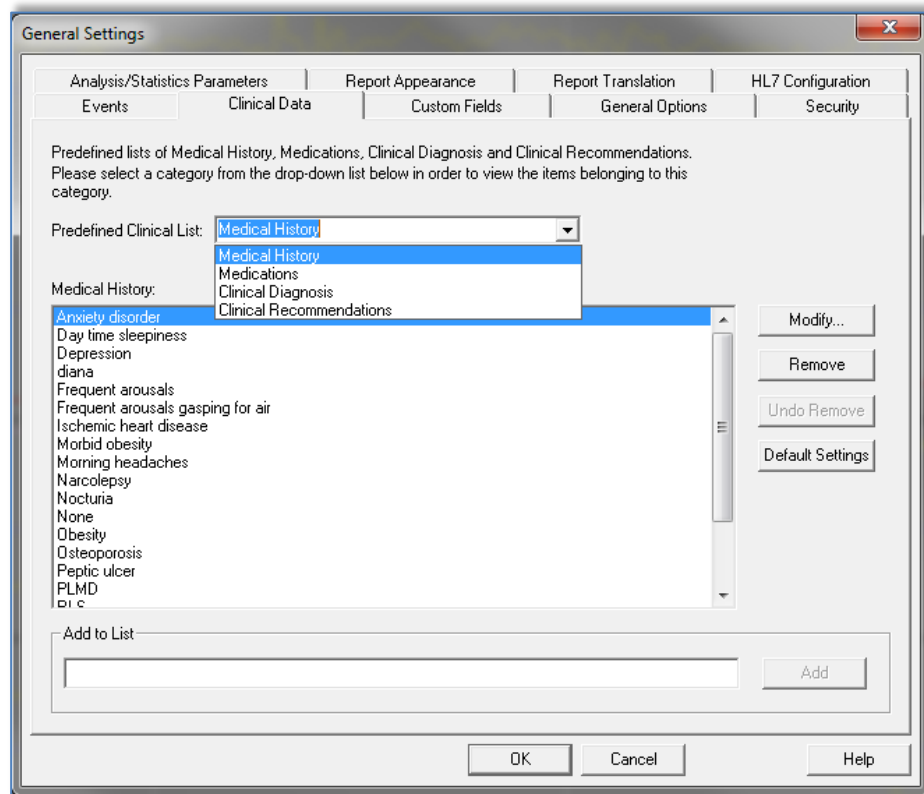 General Settings
Analysis/Statistics Parameters Report Appearance Report Translation HL7 Configuration
Events Clinical Data Custom Fields General Options Security
Predefined lists of Medical History, Medications, Clinical Diagnosis and Clinical Recommendations.
Please select a category from the drop-down list below in order to view the items belonging to this
category.
Predefined Clinical List: Medical History
Medical History
Medications
Clinical Diagnosis
Clinical Recommendations
Medical History:
Anxiety disorder
Day time sleepiness
Depression
diana
Frequent arousals
Frequent arousals gasping for air
Ischemic heart disease
Morbid obesity
Morning headaches
Narcolepsy
Nocturia
None
Obesity
Osteoporosis
Peptic ulcer
PLMD
RLS
Modify...
Remove
Undo Remove
Default Settings
Add to List
Add
OK Cancel Help